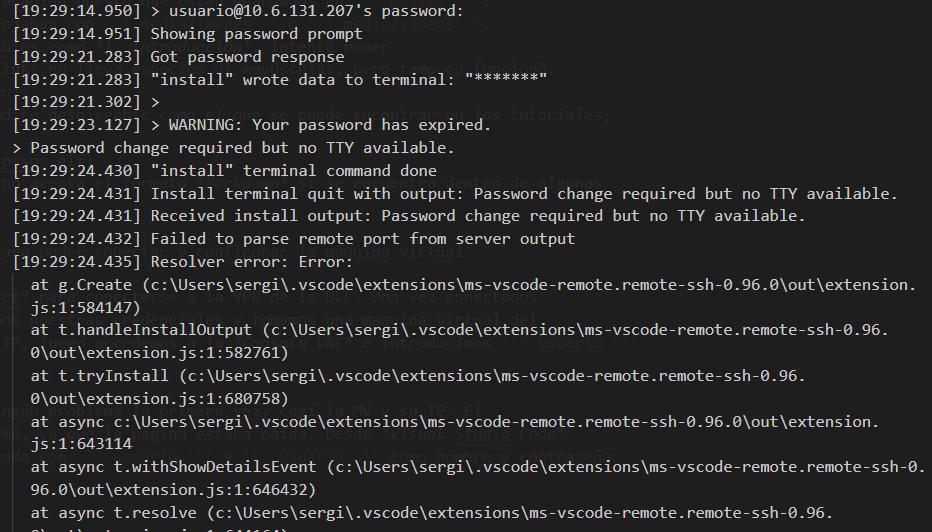 [19:29:14.950] > usuario@10.6.131.207's password:
[19:29:14.951] Showing password prompt
[19:29:21.283] Got password response
[19:29:21.283] "install" wrote data to terminal: "*******"
[19:29:21.302] >
[19:29:23.127] > WARNING: Your password has expired.
> Password change required but no TTY available.
[19:29:24.430] "install" terminal command done
[19:29:24.431] Install terminal quit with output: Password change required but no TTY available.
[19:29:24.431] Received install output: Password change required but no TTY available.
[19:29:24.432] Failed to parse remote port from server output
[19:29:24.435] Resolver error: Error:
at g.Create (c:\Users\sergi\.vscode\extensions\ms-vscode-remote.remote-ssh-0.96.0\out\extension.
js:1:584147)
at t.handleInstallOutput (c:\Users\sergi\.vscode\extensions\ms-vscode-remote.remote-ssh-0.96.
0\out\extension.js:1:582761)
at t.tryInstall (c:\Users\sergi\.vscode\extensions\ms-vscode-remote.remote-ssh-0.96.
0\out\extension.js:1:680758)
at async c:\Users\sergi\.vscode\extensions\ms-vscode-remote.remote-ssh-0.96.0\out\extension.
js:1:643114
at async t.withShowDetailsEvent (c:\Users\sergi\.vscode\extensions\ms-vscode-remote.remote-ssh-0.
96.0\out\extension.js:1:646432)
at async t.resolve (c:\Users\sergi\.vscode\extensions\ms-vscode-remote.remote-ssh-0.96.